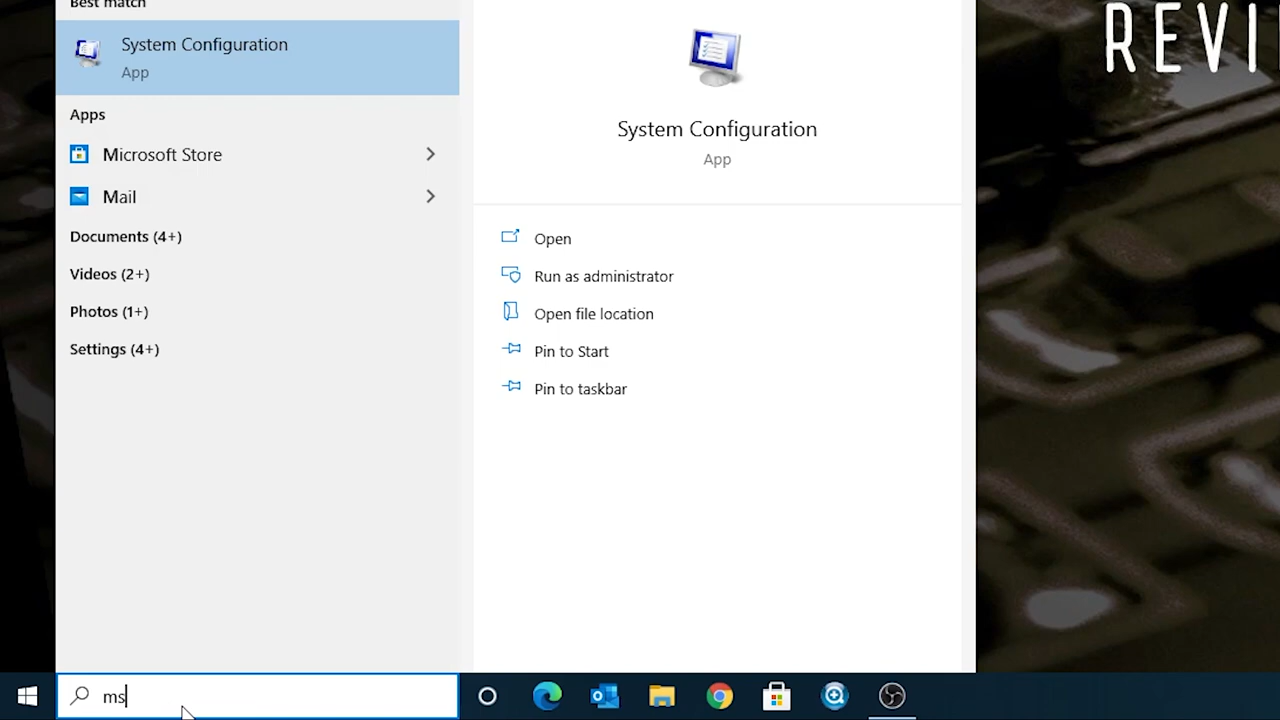 Best match
System Configuration
App
Apps
Microsoft Store
Mail
Documents (4+)
Videos (2+)
Photos (1+)
Settings (4+)
ms
System Configuration
App
Open
Run as administrator
Open file location
Pin to Start
Pin to taskbar
REVI